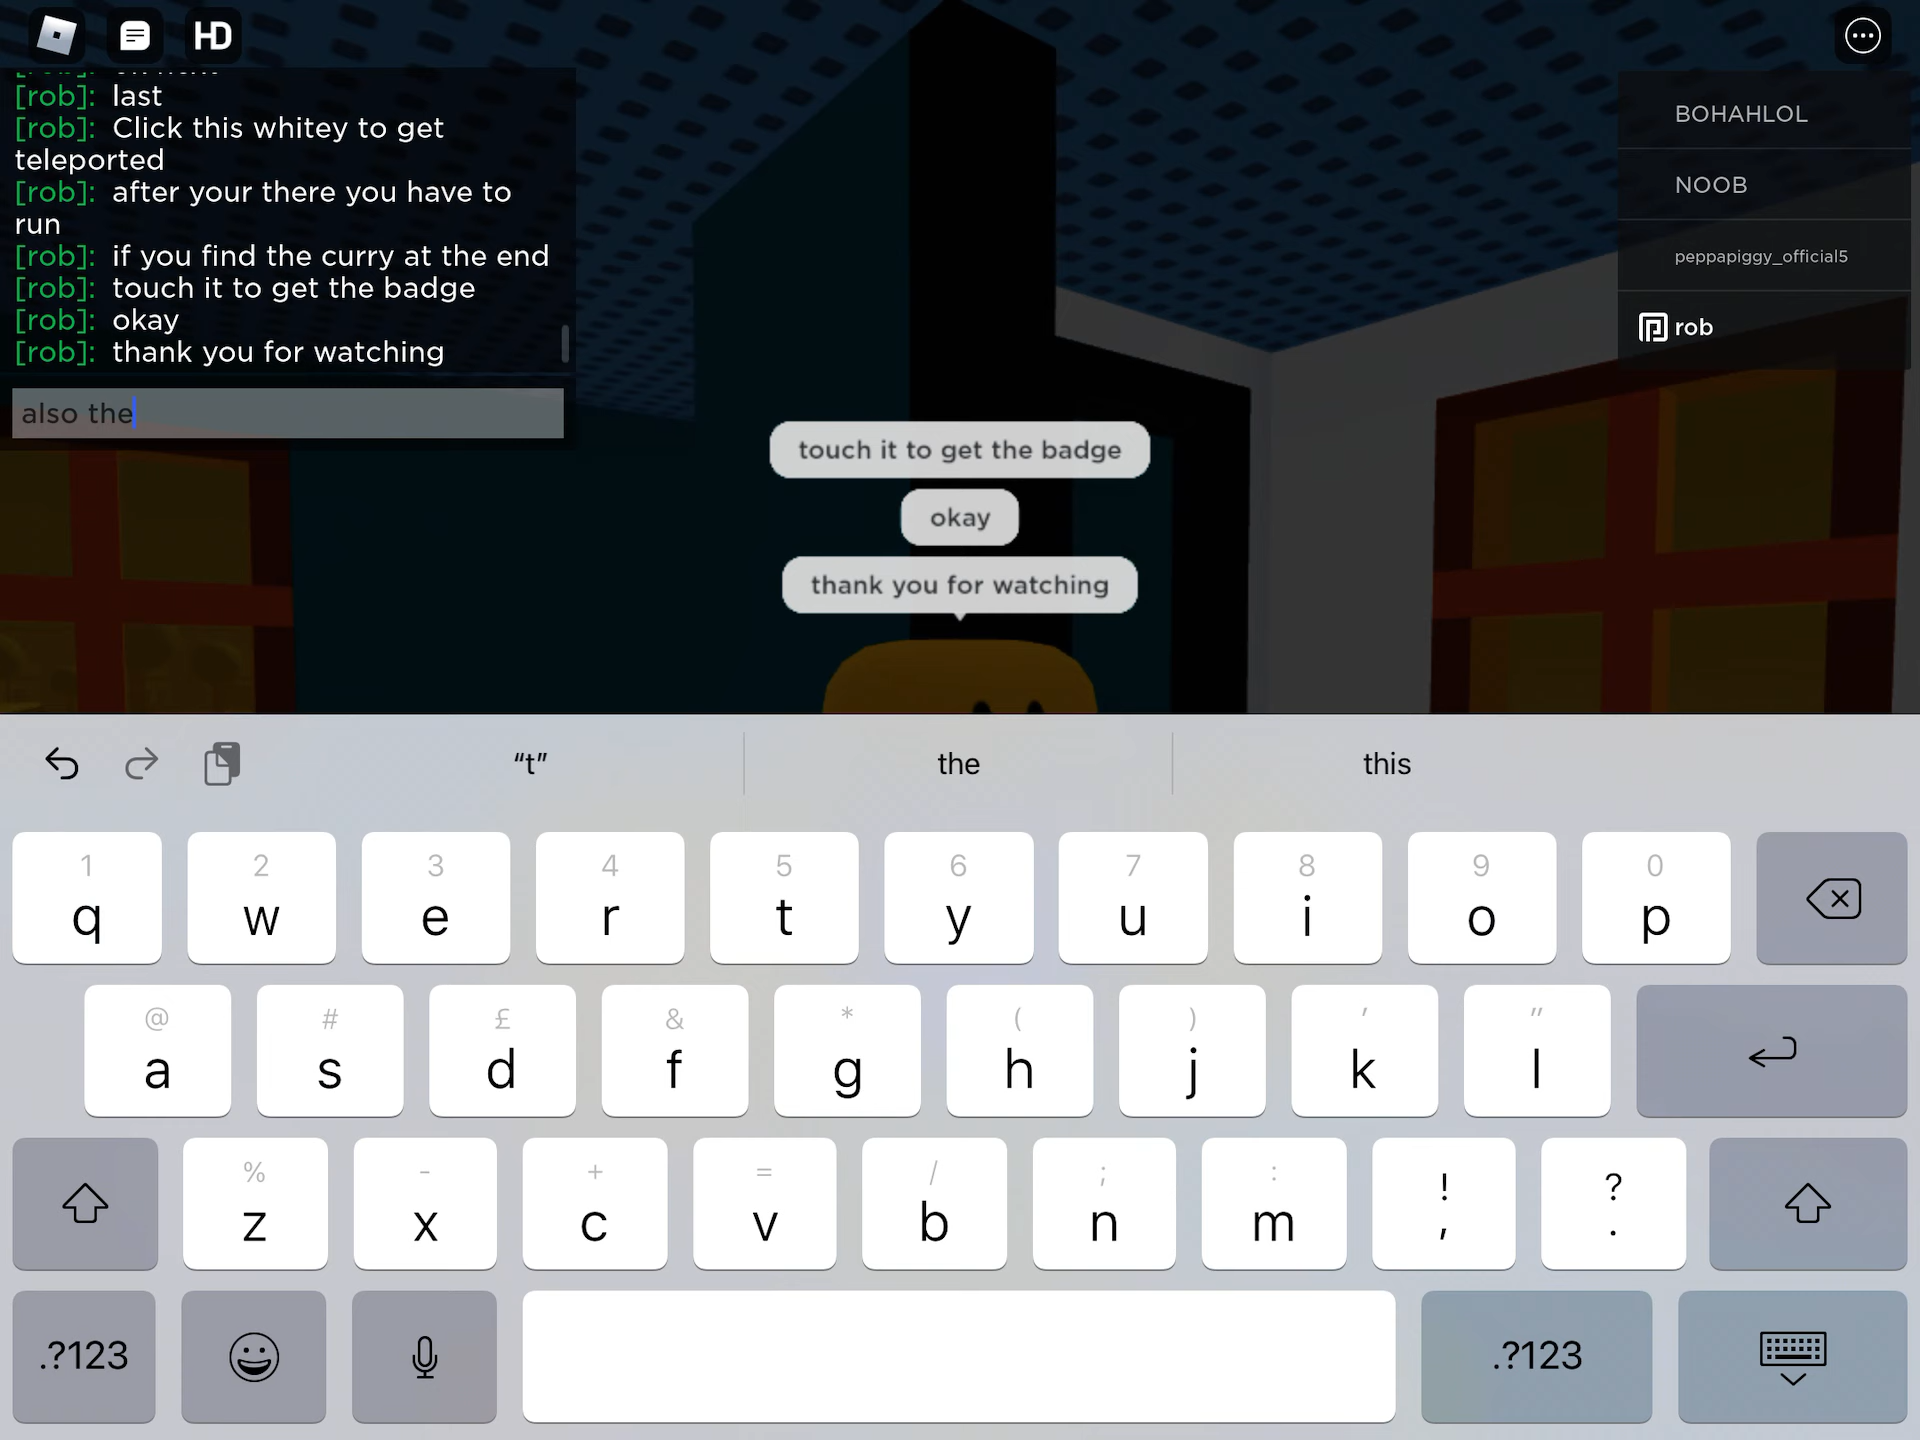 HD
[rob]: last
[rob]: Click this whitey to get
teleported
[rob]: after your there you have to
run
[rob]: if you find the curry at the end
[rob]: touch it to get the badge
[rob]: okay
[rob]: thank you for watching
also the
BOHAHLOL
NOOB
peppapiggy_official5
rob
touch it to get the badge
okay
thank you for watching
“t” the this
1 2 3 4 5 6 7 8 9 0
q w e r t y u i o p
@ # £ & * ( ) ' "
a s d f g h j k l
% - + = / ; : ! ?
z x c v b n m , .
.?123 .?123